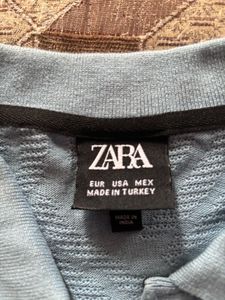 ZARA
EUR USA MEX
MADE IN TURKEY
MADE IN
INDIA